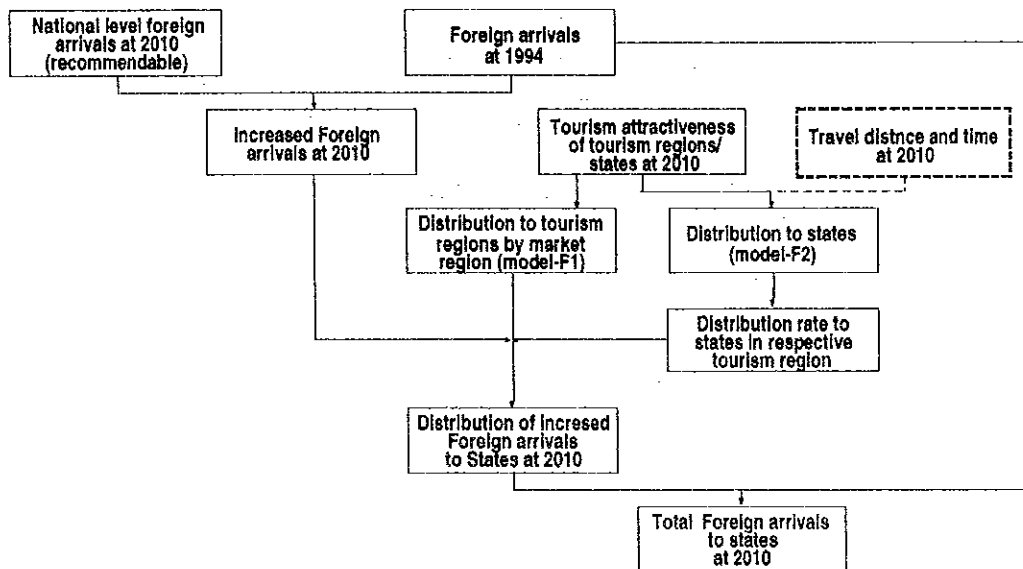 National level foreign
arrivals at 2010
(recommendable)
Foreign arrivals
at 1994
Increased Foreign
arrivals at 2010
Tourism attractiveness
of tourism regions/
states at 2010
Travel distnce and time
at 2010
Distribution to tourism
regions by market
region (model-F1)
Distribution to states
(model-F2)
Distribution rate to
states in respective
tourism region
Distribution of incresed
Foreign arrivals
to States at 2010
Total Foreign arrivals
to states
at 2010